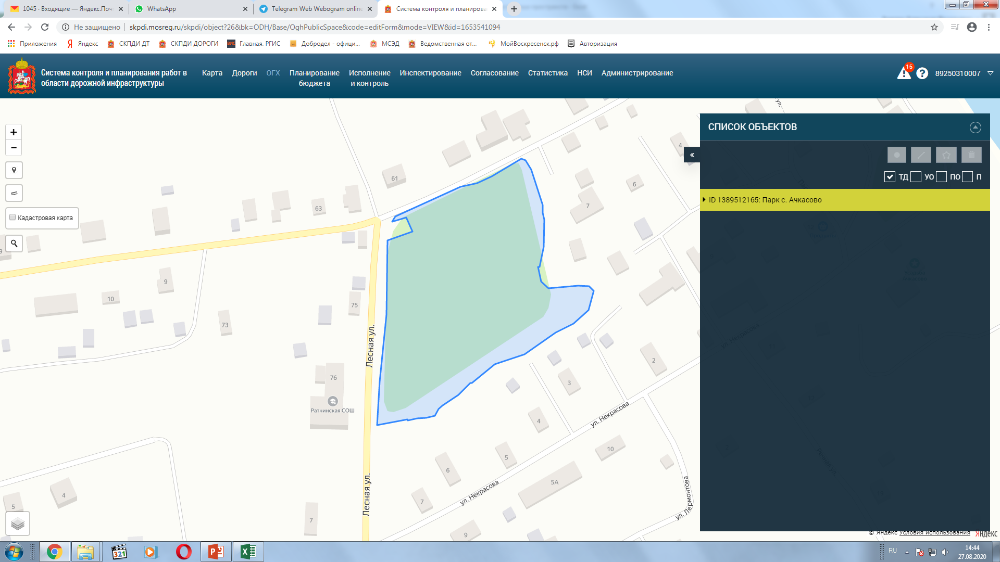 1045 · Входящие — Яндекс.Поч
WhatsApp
Telegram Web Webogram online
Система контроля и планирова
Не защищено
skpdi.mosreg.ru/skpdi/object?26&bk=ODH/Base/OghPublicSpace&code=editForm&mode=VIEW&id=1653541094
Приложения
Яндекс
СКПДИ ДТ
СКПДИ ДОРОГИ
Главная. РГИС
Добродел - офици...
МСЭД
Ведомственная от...
МойВоскресенск.рф
Авторизация
Система контроля и планирования работ в
области дорожной инфраструктуры
Карта
Дороги
ОГХ
Планирование
бюджета
Исполнение
и контроль
Инспектирование
Согласование
Статистика
НСИ
Администрирование
15
89250310007
СПИСОК ОБЪЕКТОВ
ТД
УО
ПО
П
ID 1389512165: Парк с. Ачкасово
+
−
Кадастровая карта
4
61
6
7
63
9
9
10
75
73
Лесная ул.
76
Ратчинская СОШ
2
3
4
ул. Некрасова
10
5
6
5А
7
ул. Некрасова
Лесная ул.
ул. Лермонтова
4
5
7
9
© Яндекс Условия использования
Яндекс
321
RU
14:44
27.08.2020